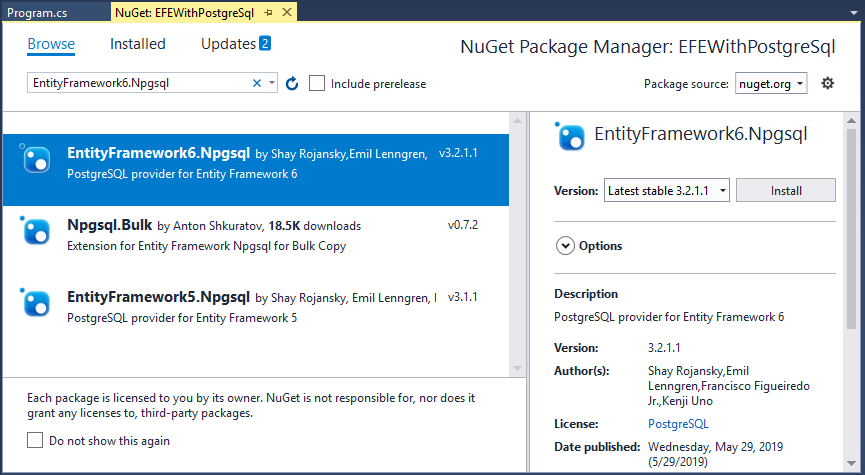 Program.cs
NuGet: EFEWithPostgreSql
Browse
Installed
Updates 2
NuGet Package Manager: EFEWithPostgreSql
EntityFramework6.Npgsql
Include prerelease
Package source: nuget.org
EntityFramework6.Npgsql by Shay Rojansky,Emil Lenngren, v3.2.1.1
PostgreSQL provider for Entity Framework 6
Npgsql.Bulk by Anton Shkuratov, 18.5K downloads v0.7.2
Extension for Entity Framework Npgsql for Bulk Copy
EntityFramework5.Npgsql by Shay Rojansky, Emil Lenngren, v3.1.1
PostgreSQL provider for Entity Framework 5
Each package is licensed to you by its owner. NuGet is not responsible for, nor does it
grant any licenses to, third-party packages.
Do not show this again
EntityFramework6.Npgsql
Version: Latest stable 3.2.1.1 Install
Options
Description
PostgreSQL provider for Entity Framework 6
Version: 3.2.1.1
Author(s): Shay Rojansky,Emil
Lenngren,Francisco Figueiredo
Jr.,Kenji Uno
License: PostgreSQL
Date published: Wednesday, May 29, 2019
(5/29/2019)